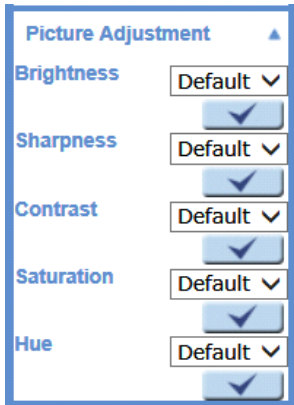 Picture Adjustment
Brightness
Default
Sharpness
Default
Contrast
Default
Saturation
Default
Hue
Default